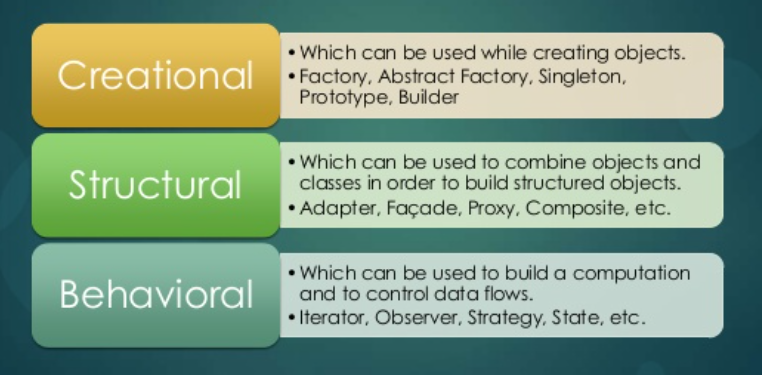 Creational
• Which can be used while creating objects.
• Factory, Abstract Factory, Singleton,
Prototype, Builder
Structural
• Which can be used to combine objects and
classes in order to build structured objects.
• Adapter, Façade, Proxy, Composite, etc.
Behavioral
• Which can be used to build a computation
and to control data flows.
• Iterator, Observer, Strategy, State, etc.